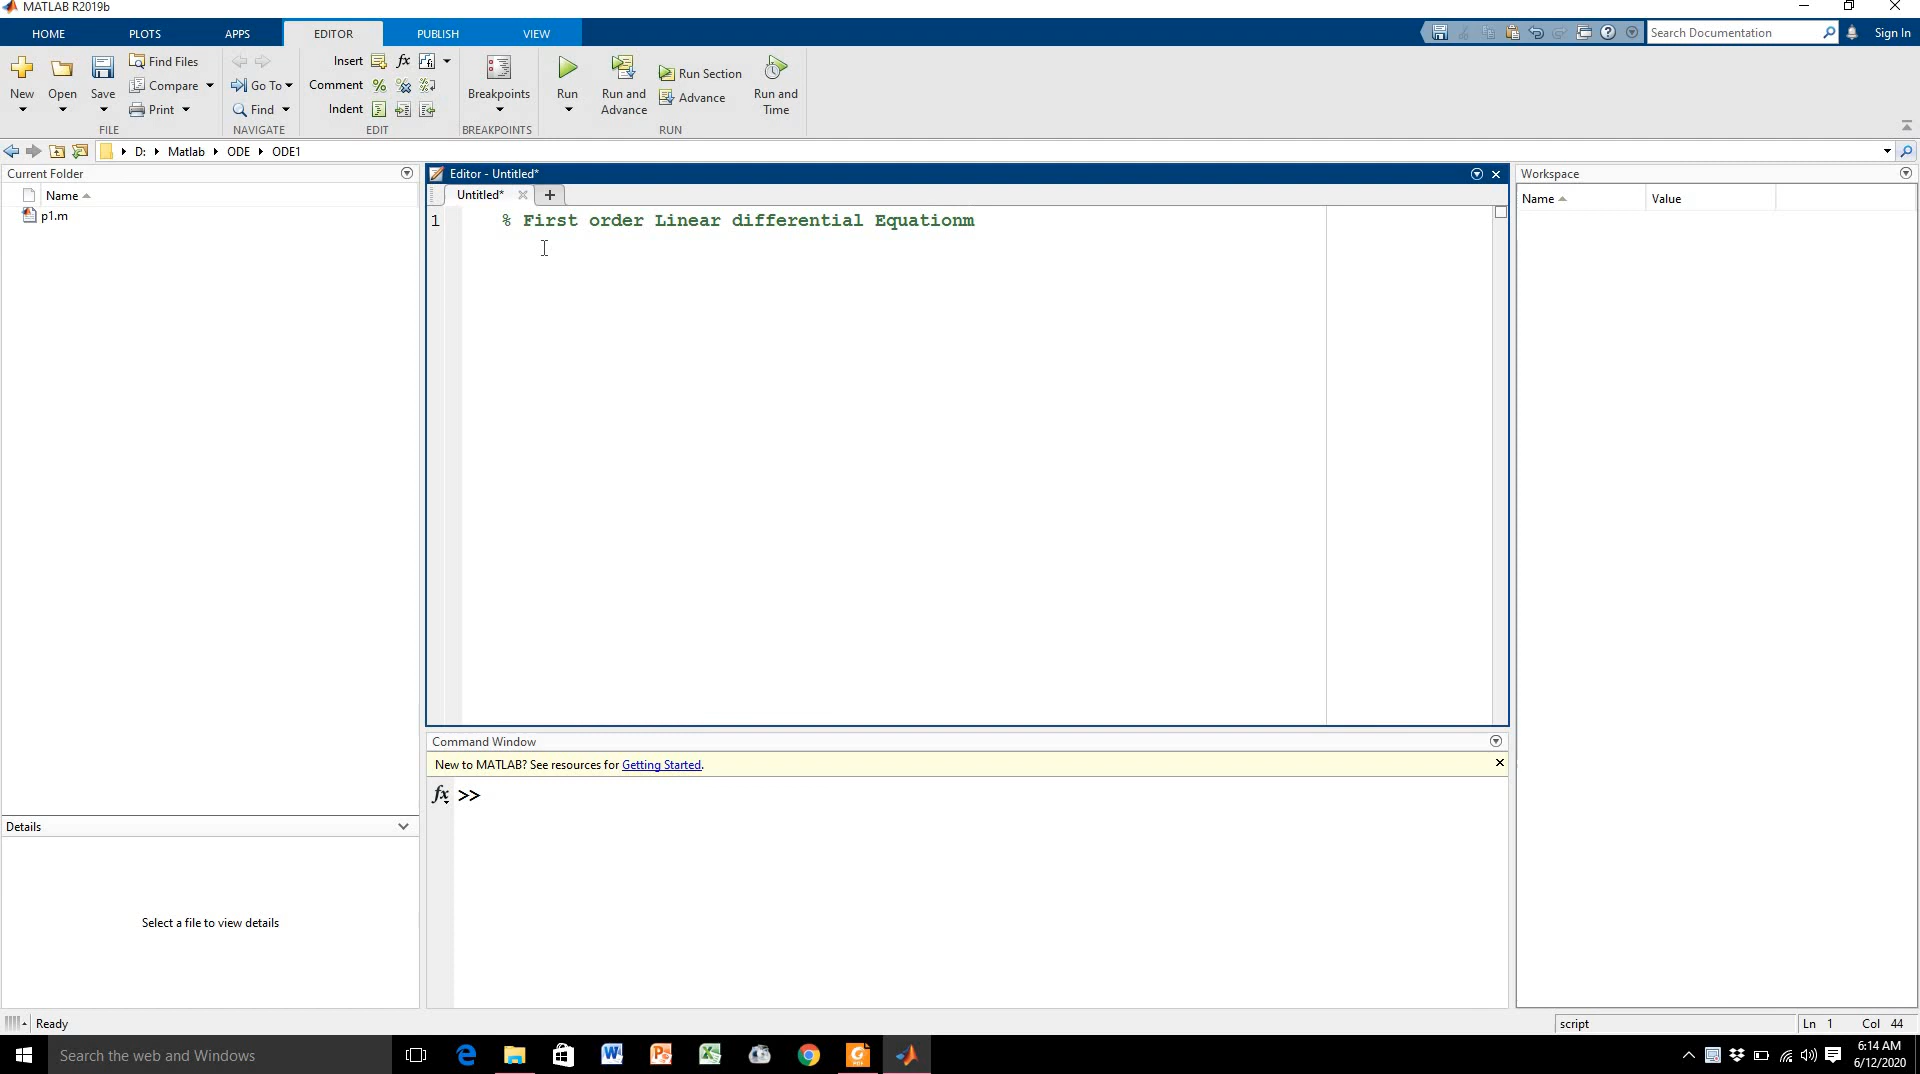 MATLAB R2019b
HOME PLOTS APPS EDITOR PUBLISH VIEW Search Documentation Sign In
New Open Save Find Files Compare Print FILE
Go To Find NAVIGATE
Insert fx Comment Indent EDIT
Breakpoints BREAKPOINTS
Run Run and Advance Run Section Advance Run and Time RUN
D: Matlab ODE ODE1
Current Folder
Name
p1.m
Editor - Untitled*
Untitled*
1 % First order Linear differential Equationm
Workspace
Name Value
Command Window
New to MATLAB? See resources for Getting Started.
fx >>
Details
Select a file to view details
Ready script Ln 1 Col 44
Search the web and Windows
6:14 AM
6/12/2020